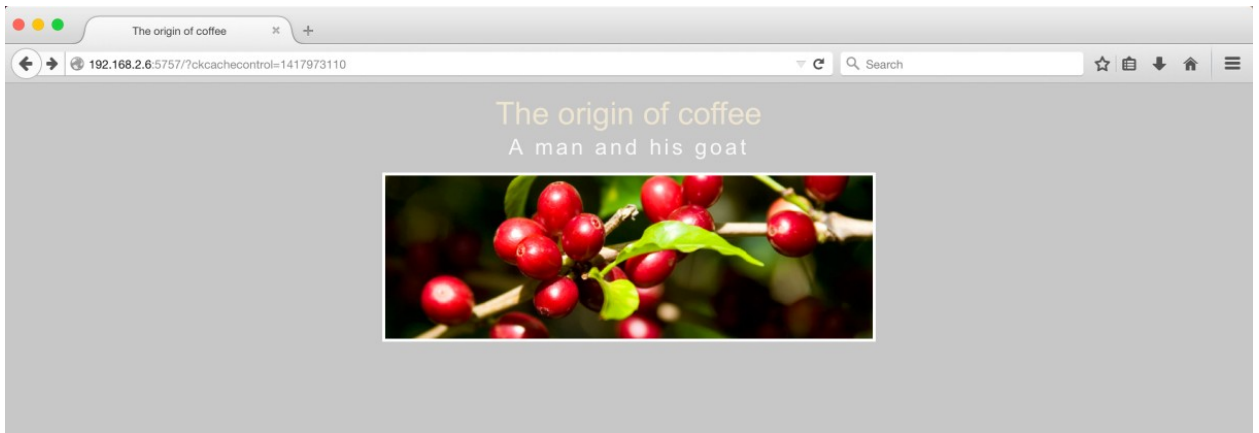 The origin of coffee
192.168.2.6:5757/?ckcachecontrol=1417973110
Search
The origin of coffee
A man and his goat